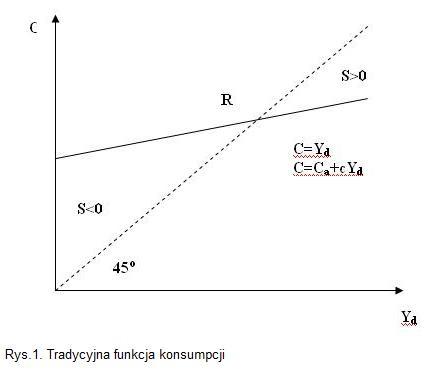 C
S>0
R
C=Yd
C=Ca+cYd
S<0
45°
Yd
Rys.1. Tradycyjna funkcja konsumpcji